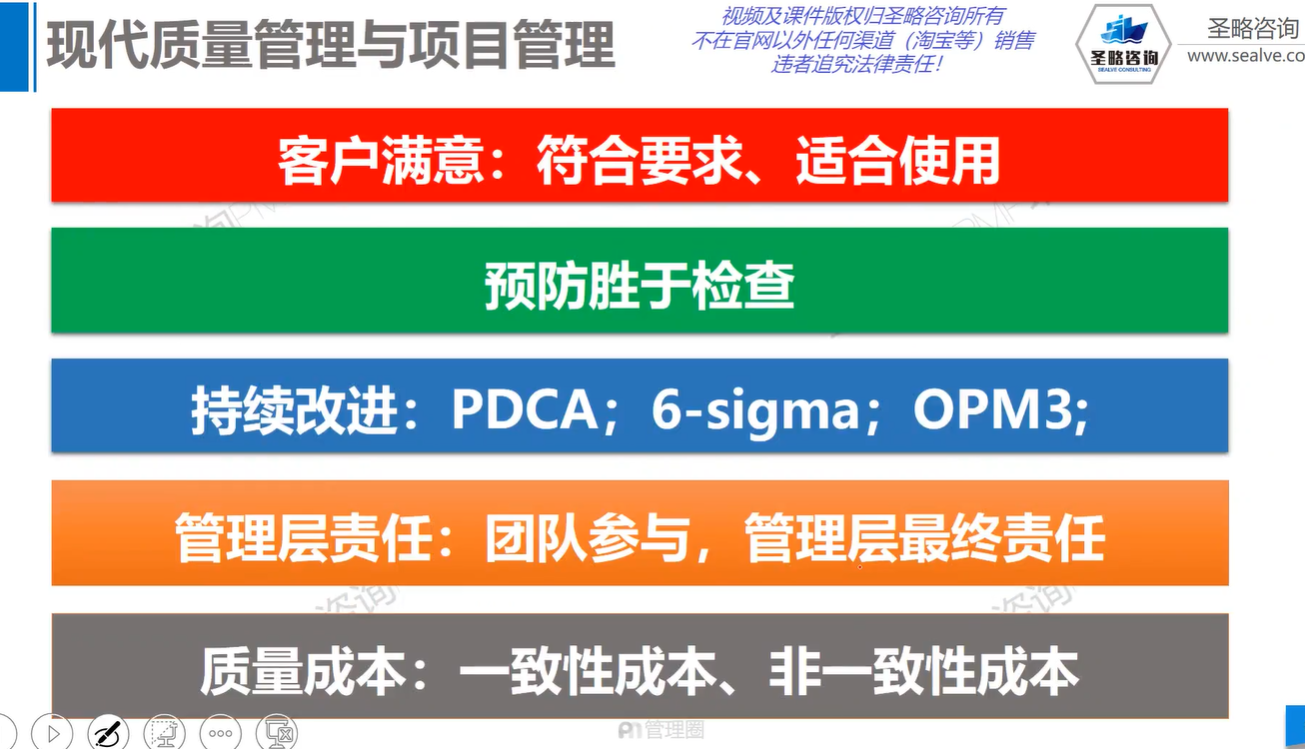 现代质量管理与项目管理
视频及课件版权归圣略咨询所有
不在官网以外任何渠道（淘宝等）销售
违者追究法律责任！
圣略咨询
SEALVE CONSULTING
圣略咨询
www.sealve.co
客户满意：符合要求、适合使用
预防胜于检查
持续改进：PDCA；6-sigma；OPM3;
管理层责任：团队参与，管理层最终责任
质量成本：一致性成本、非一致性成本
管理圈